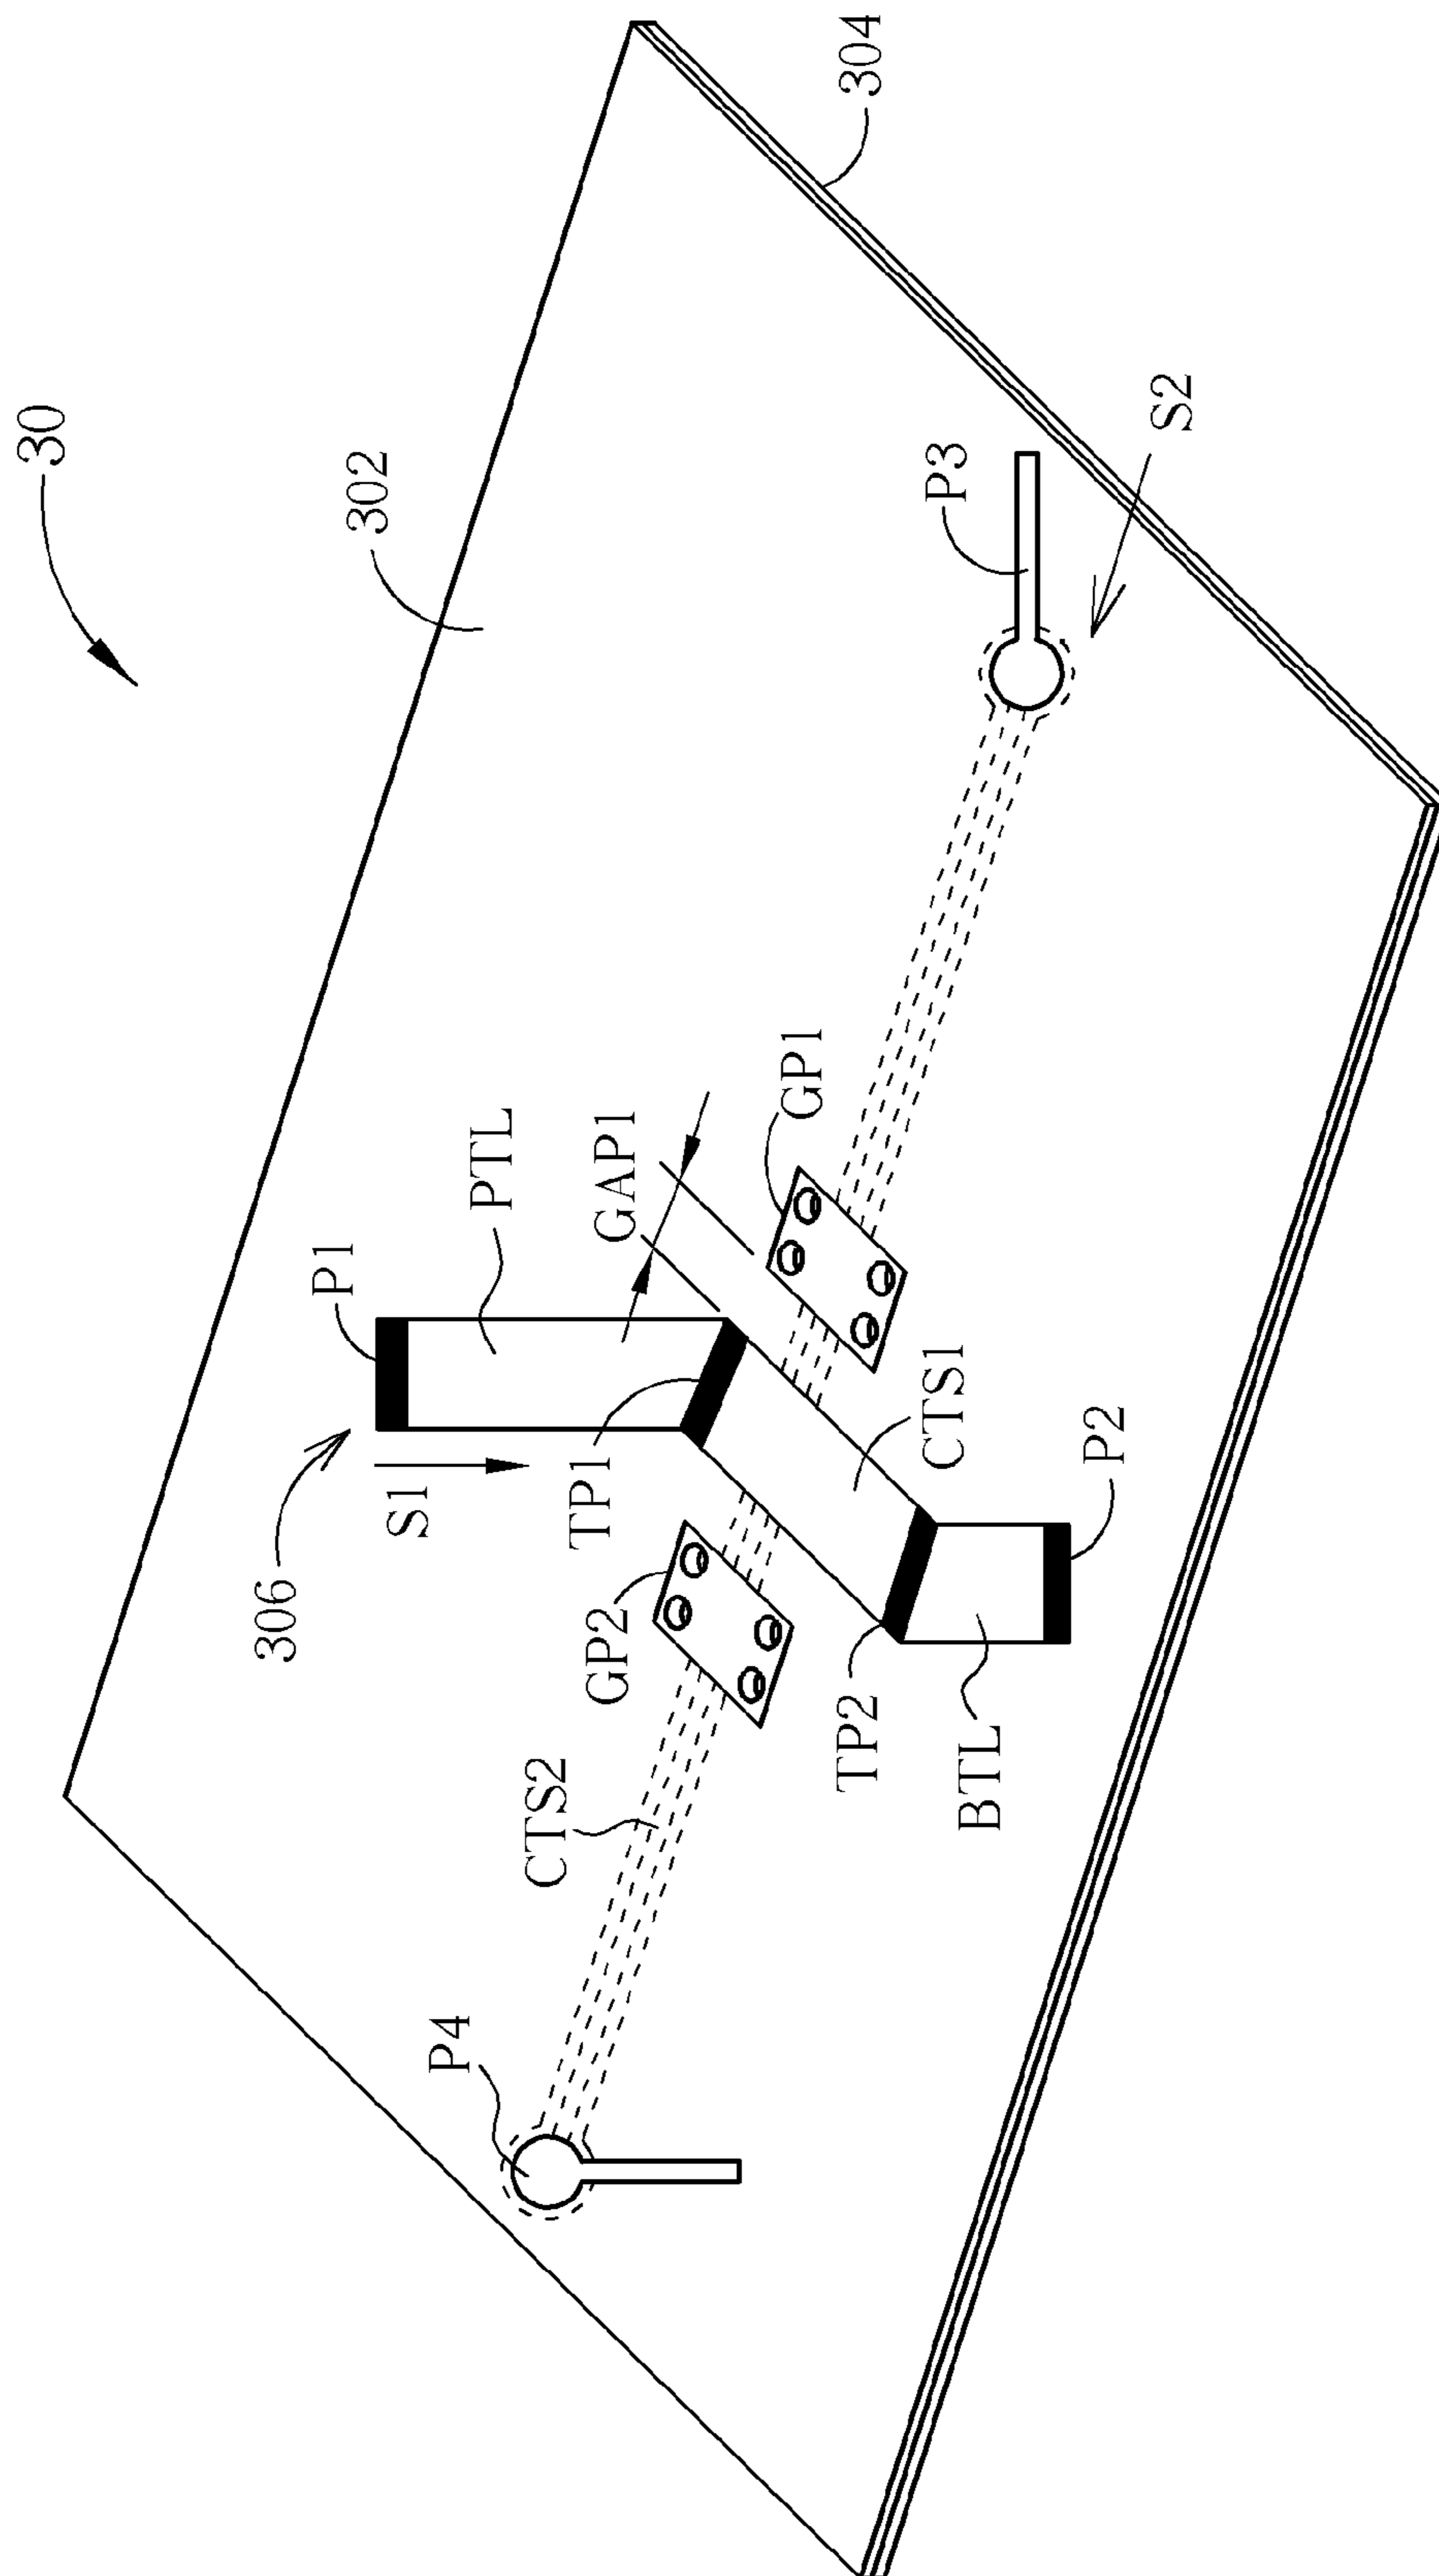 30
302
304
306
P1
S1
PTL
GAP1
TP1
GP1
GP2
P3
S2
CTS1
CTS2
P4
TP2
BTL
P2